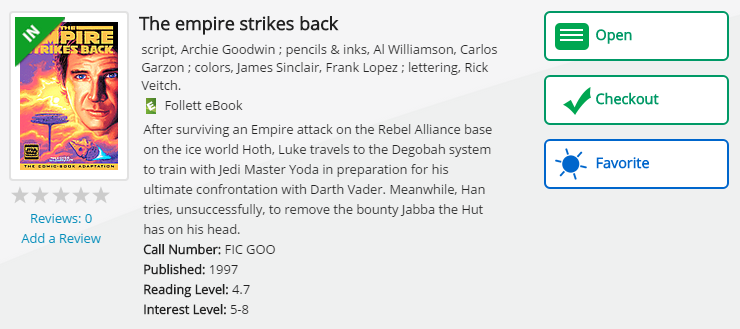 IN
THE
EMPIRE
STRIKES BACK
STAR WARS
THE COMIC-BOOK ADAPTATION
Reviews: 0
Add a Review
The empire strikes back
script, Archie Goodwin ; pencils & inks, Al Williamson, Carlos
Garzon ; colors, James Sinclair, Frank Lopez ; lettering, Rick
Veitch.
Follett eBook
After surviving an Empire attack on the Rebel Alliance base
on the ice world Hoth, Luke travels to the Degobah system
to train with Jedi Master Yoda in preparation for his
ultimate confrontation with Darth Vader. Meanwhile, Han
tries, unsuccessfully, to remove the bounty Jabba the Hut
has on his head.
Call Number: FIC GOO
Published: 1997
Reading Level: 4.7
Interest Level: 5-8
Open
Checkout
Favorite